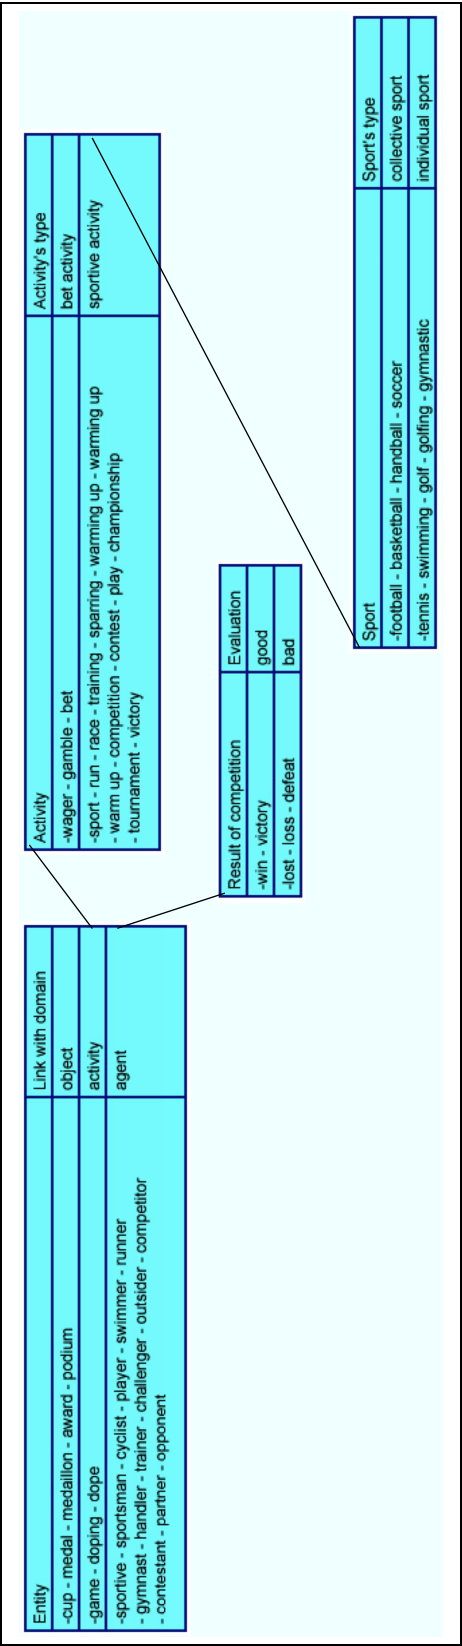 Entity Link with domain
-cup - medal - medaillon - award - podium object
-game - doping - dope activity
-sportive - sportsman - cyclist - player - swimmer - runner agent
- gymnast - handler - trainer - challenger - outsider - competitor
- contestant - partner - opponent
Activity Activity's type
-wager - gamble - bet bet activity
-sport - run - race - training - sparring - warming up - warming up sportive activity
- warm up - competition - contest - play - championship
- tournament - victory
Result of competition Evaluation
-win - victory good
-lost - loss - defeat bad
Sport Sport's type
-football - basketball - handball - soccer collective sport
-tennis - swimming - golf - golfing - gymnastic individual sport